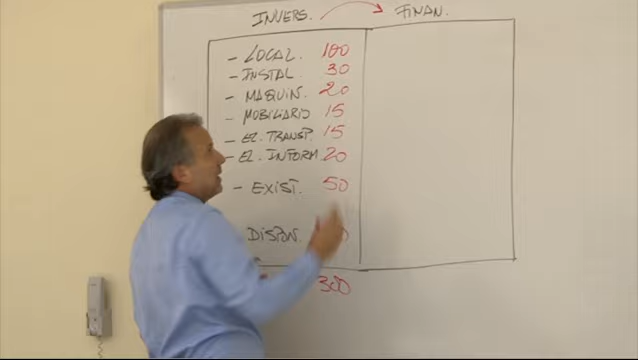 INVERS. FINAN.
- LOCAL. 100
- INSTAL. 30
- MAQUIN. 20
- MOBILIARIO 15
- EL. TRANSP. 15
- EL. INFORM. 20
- EXIST. 50
DISPON.
300